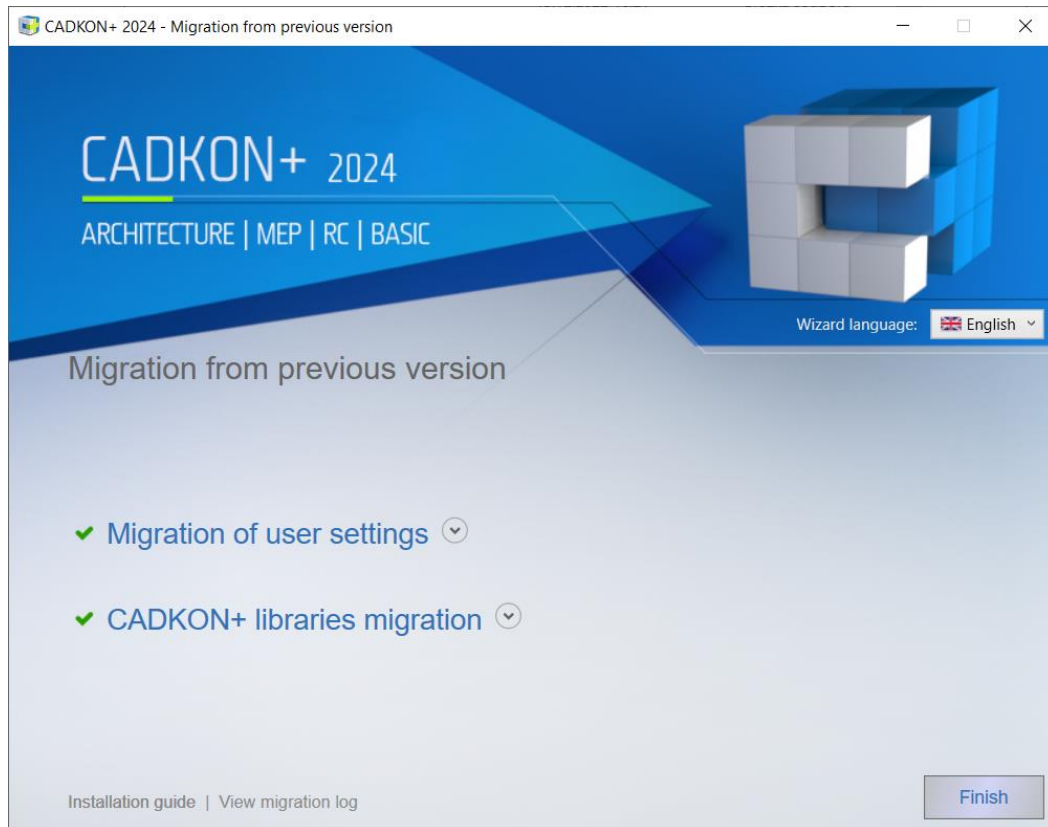 CADKON+ 2024 - Migration from previous version
CADKON+ 2024
ARCHITECTURE | MEP | RC | BASIC
Wizard language: English
Migration from previous version
Migration of user settings
CADKON+ libraries migration
Installation guide | View migration log
Finish